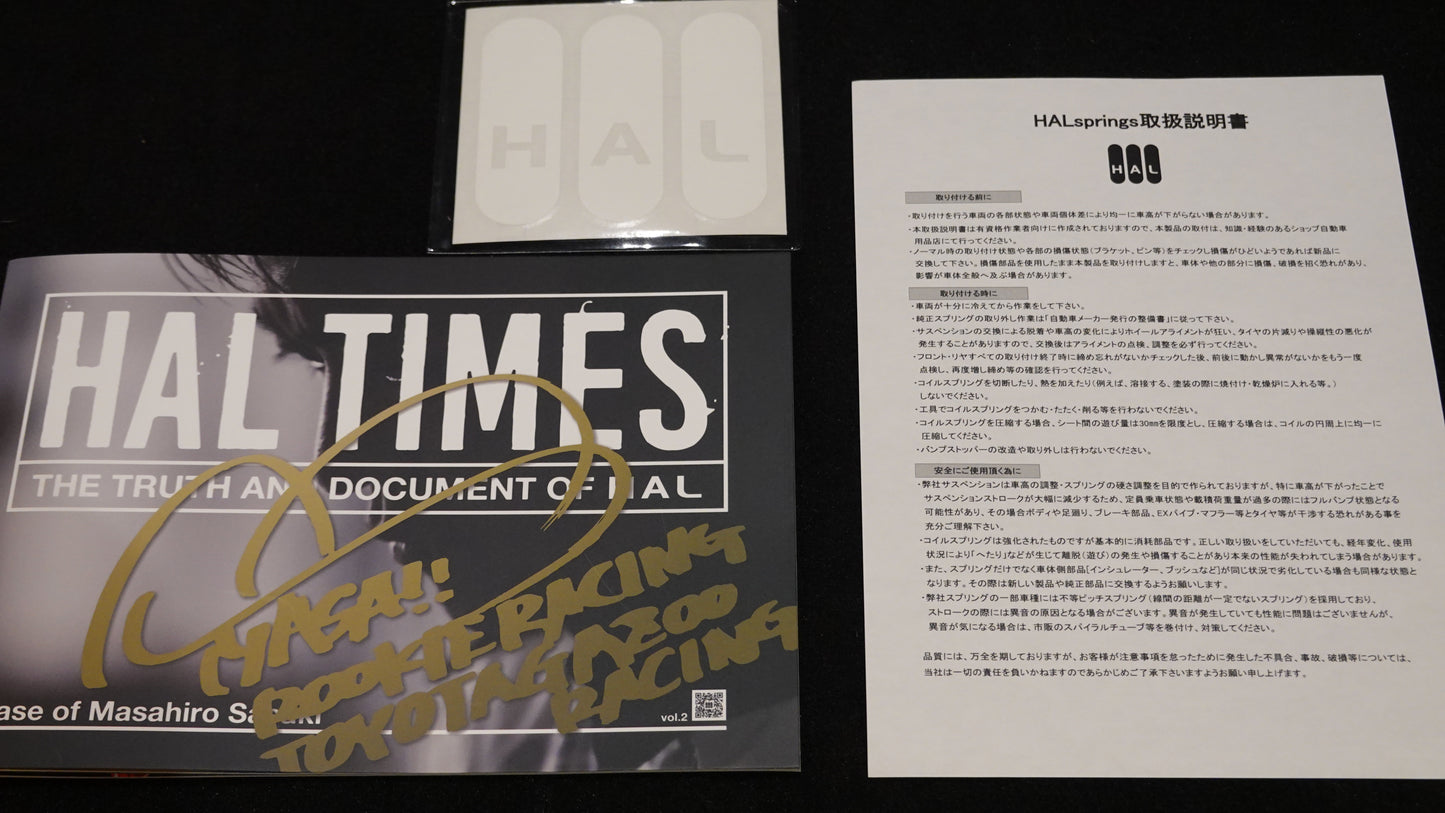 HAL
HAL TIMES
THE TRUTH AND DOCUMENT OF HAL
MAGA!!
ROOKIE RACING
TOYOTA GAZOO
RACING
ase of Masahiro Sasaki
vol.2
HALsprings取扱説明書
HAL
取り付ける前に
・取り付けを行う車両の各部状態や車両個体差により均一に車高が下がらない場合があります。
・本取扱説明書は有資格作業者向けに作成されておりますので、本製品の取付は、知識・経験のあるショップ自動車
用品店にて行ってください。
・ノーマル時の取り付け状態や各部の損傷状態(ブラケット、ピン等)をチェックし損傷がひどいようであれば新品に
交換して下さい。損傷部品を使用したまま本製品を取り付けしますと、車体や他の部分に損傷、破損を招く恐れがあり、
影響が車体全般へ及ぶ場合があります。
取り付ける時に
・車両が十分に冷えてから作業をして下さい。
・純正スプリングの取り外し作業は「自動車メーカー発行の整備書」に従って下さい。
・サスペンションの交換による脱着や車高の変化によりホイールアライメントが狂い、タイヤの片減りや操縦性の悪化が
発生することがありますので、交換後はアライメントの点検、調整を必ず行ってください。
・フロント・リヤすべての取り付け終了時に締め忘れがないかチェックした後、前後に動かし異常がないかをもう一度
点検し、再度増し締め等の確認を行ってください。
・コイルスプリングを切断したり、熱を加えたり(例えば、溶接する、塗装の際に焼付け・乾燥炉に入れる等。)
しないでください。
・工具でコイルスプリングをつかむ・たたく・削る等を行わないでください。
・コイルスプリングを圧縮する場合、シート間の遊び量は30mmを限度とし、圧縮する場合は、コイルの円周上に均一に
圧縮してください。
・バンプストッパーの改造や取り外しは行わないでください。
安全にご使用頂く為に
・弊社サスペンションは車高の調整・スプリングの硬さ調整を目的で作られておりますが、特に車高が下がったことで
サスペンションストロークが大幅に減少するため、定員乗車状態や載積荷重量が過多の際にはフルバンプ状態となる
可能性があり、その場合ボディや足廻り、ブレーキ部品、EXパイプ・マフラー等とタイヤ等が干渉する恐れがある事を
充分ご理解下さい。
・コイルスプリングは強化されたものですが基本的に消耗部品です。正しい取り扱いをしていただいても、経年変化、使用
状況により「へたり」などが生じて離脱(遊び)の発生や損傷することがあり本来の性能が失われてしまう場合があります。
・また、スプリングだけでなく車体側部品[インシュレーター、ブッシュなど]が同じ状況で劣化している場合も同様な状態と
なります。その際は新しい製品や純正部品に交換するようお願いします。
・弊社スプリングの一部車種には不等ピッチスプリング(線間の距離が一定でないスプリング)を採用しており、
ストロークの際には異音の原因となる場合がございます。異音が発生していても性能に問題はございませんが、
異音が気になる場合は、市販のスパイラルチューブ等を巻付け、対策してください。
品質には、万全を期しておりますが、お客様が注意事項を怠ったために発生した不具合、事故、破損等については、
当社は一切の責任を負いかねますのであらかじめご了承下さいますようお願い申し上げます。